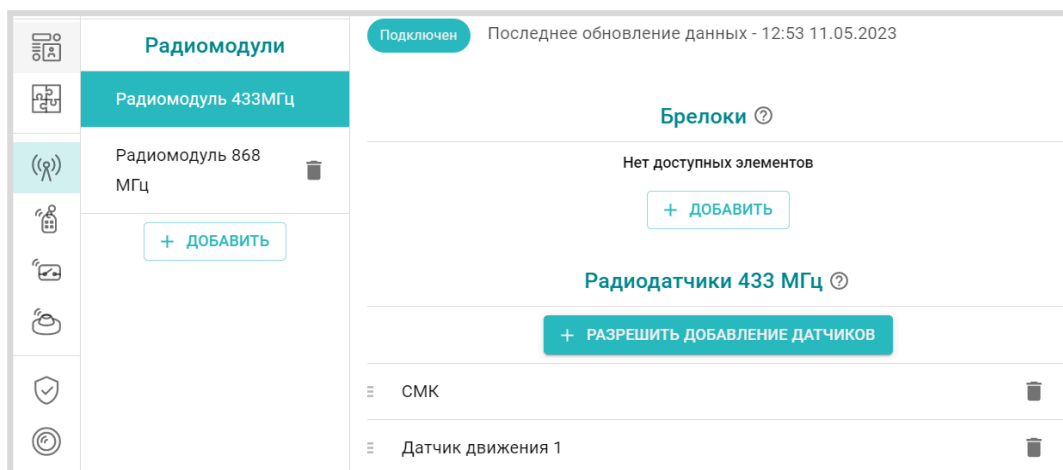 Радиомодули
Радиомодуль 433МГц
Радиомодуль 868
МГц
+ ДОБАВИТЬ
Подключен
Последнее обновление данных - 12:53 11.05.2023
Брелоки
Нет доступных элементов
+ ДОБАВИТЬ
Радиодатчики 433 МГц
+ РАЗРЕШИТЬ ДОБАВЛЕНИЕ ДАТЧИКОВ
СМК
Датчик движения 1